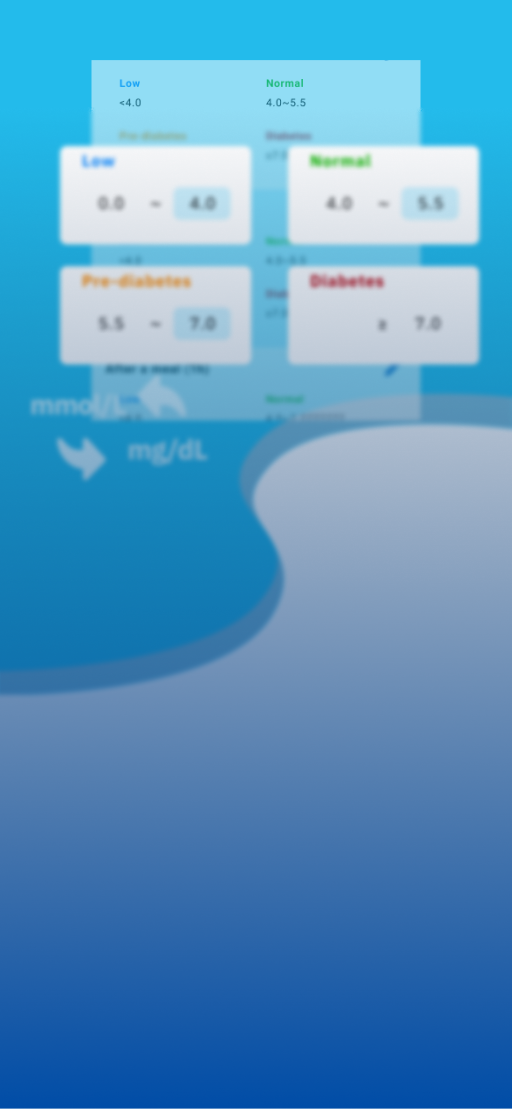 Low Normal
<4.0 4.0~5.5
Pre-diabetes Diabetes
Low Normal
0.0 ~ 4.0 4.0 ~ 5.5
Pre-diabetes Diabetes
5.5 ~ 7.0 ≥ 7.0
After a meal (1h)
Normal
mmol/L
mg/dL